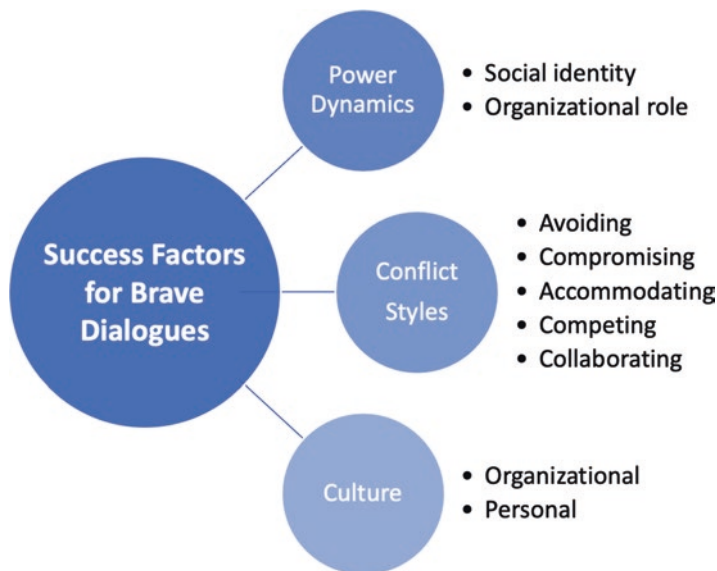 Success Factors
for Brave
Dialogues
Power
Dynamics
• Social identity
• Organizational role
Conflict
Styles
• Avoiding
• Compromising
• Accommodating
• Competing
• Collaborating
Culture
• Organizational
• Personal